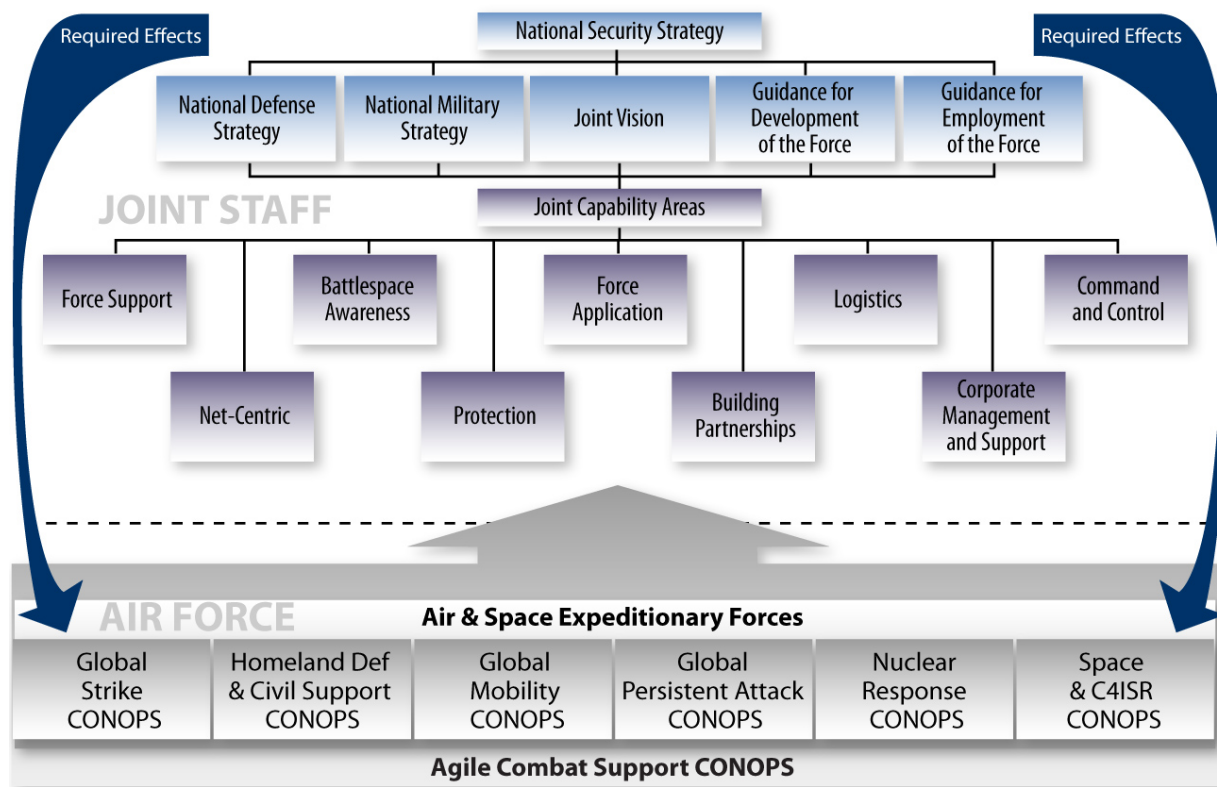 Required Effects
National Security Strategy
Required Effects
National Defense
Strategy
National Military
Strategy
Joint Vision
Guidance for
Development
of the Force
Guidance for
Employment
of the Force
JOINT STAFF
Joint Capability Areas
Force Support
Battlespace
Awareness
Force
Application
Logistics
Command
and Control
Net-Centric
Protection
Building
Partnerships
Corporate
Management
and Support
AIR FORCE
Air & Space Expeditionary Forces
Global
Strike
CONOPS
Homeland Def
& Civil Support
CONOPS
Global
Mobility
CONOPS
Global
Persistent Attack
CONOPS
Nuclear
Response
CONOPS
Space
& C4ISR
CONOPS
Agile Combat Support CONOPS